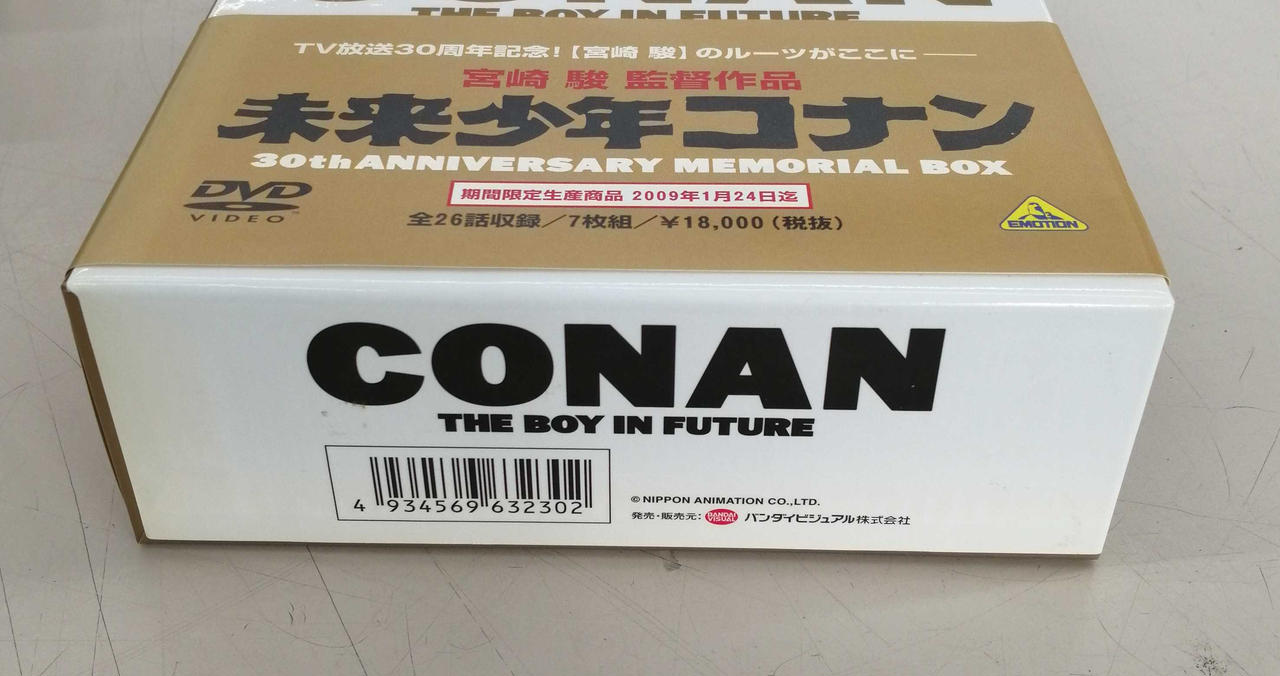 CONAN
THE BOY IN FUTURE
TV放送30周年記念!【宮崎 駿】のルーツがここに──
宮崎 駿 監督作品
未来少年コナン
30th ANNIVERSARY MEMORIAL BOX
DVD
VIDEO
TM
期間限定生産商品 2009年1月24日迄
全26話収録/7枚組/¥18,000(税抜)
EMOTION
CONAN
THE BOY IN FUTURE
4 934569 632302
© NIPPON ANIMATION CO.,LTD.
発売・販売元: BANDAI VISUAL バンダイビジュアル株式会社